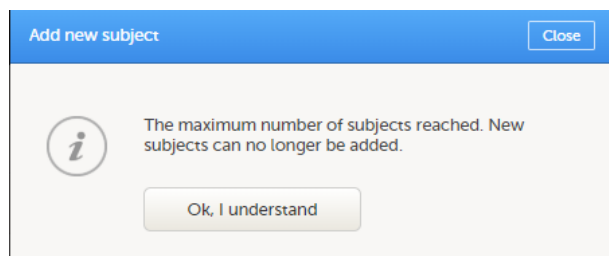 Add new subject
Close
The maximum number of subjects reached. New
subjects can no longer be added.
Ok, I understand